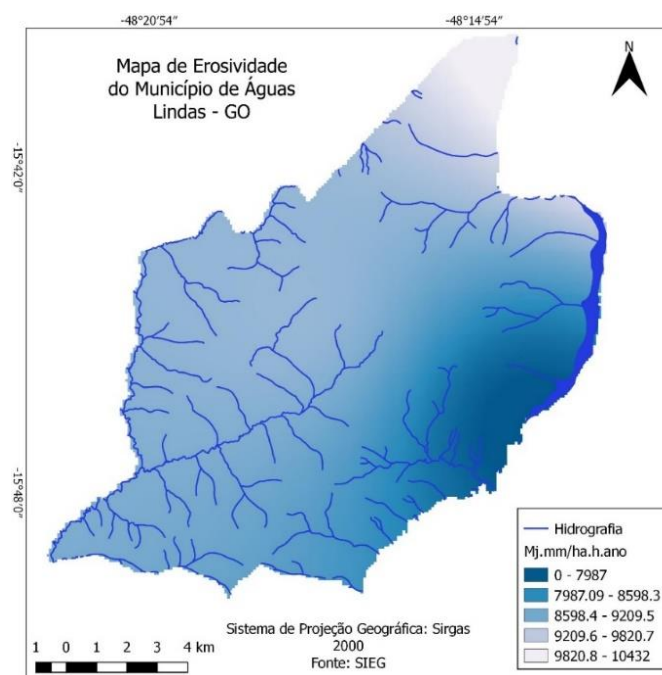 -48°20'54"
-48°14'54"
Mapa de Erosividade
do Município de Águas
Lindas - GO
N
-15°42'0"
-15°48'0"
Hidrografia
Mj.mm/ha.h.ano
0 - 7987
7987.09 - 8598.3
8598.4 - 9209.5
9209.6 - 9820.7
9820.8 - 10432
Sistema de Projeção Geográfica: Sirgas
2000
Fonte: SIEG
1 0 1 2 3 4 km